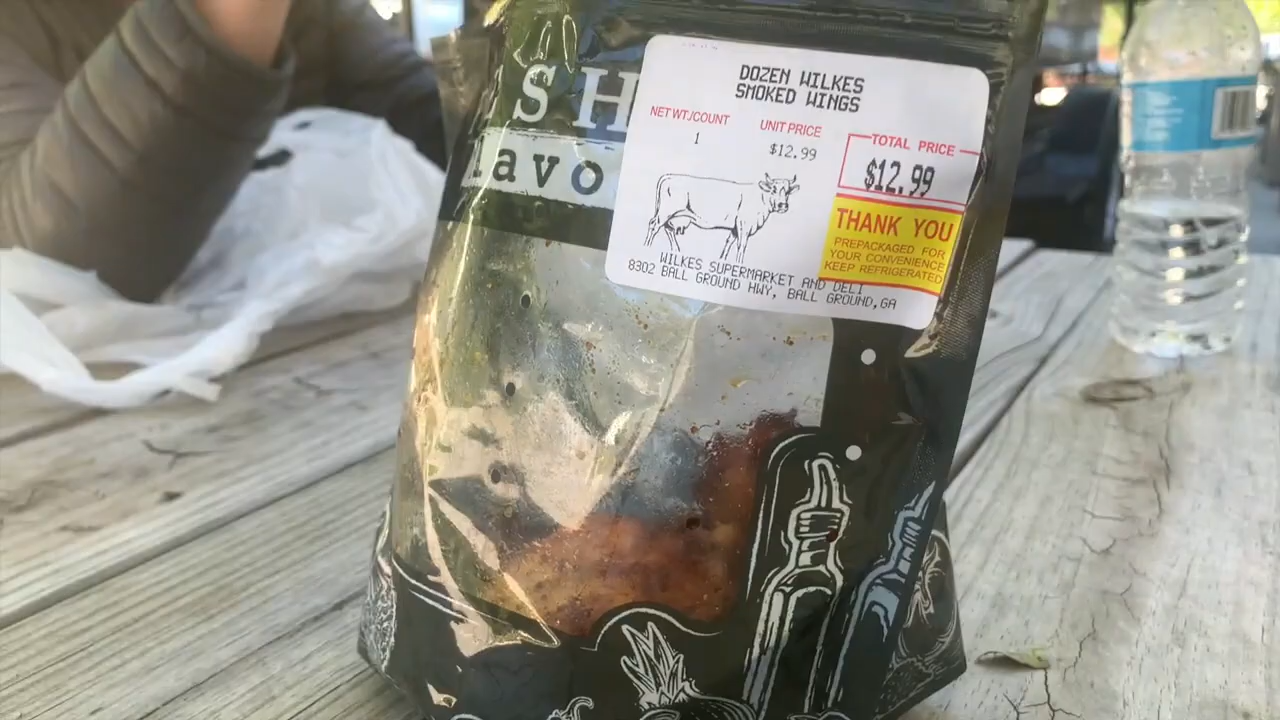 SH
lavo
DOZEN WILKES
SMOKED WINGS
NET WT./COUNT
1
UNIT PRICE
$12.99
TOTAL PRICE
$12.99
THANK YOU
PREPACKAGED FOR
YOUR CONVENIENCE
KEEP REFRIGERATED
WILKES SUPERMARKET AND DELI
8302 BALL GROUND HWY, BALL GROUND,GA